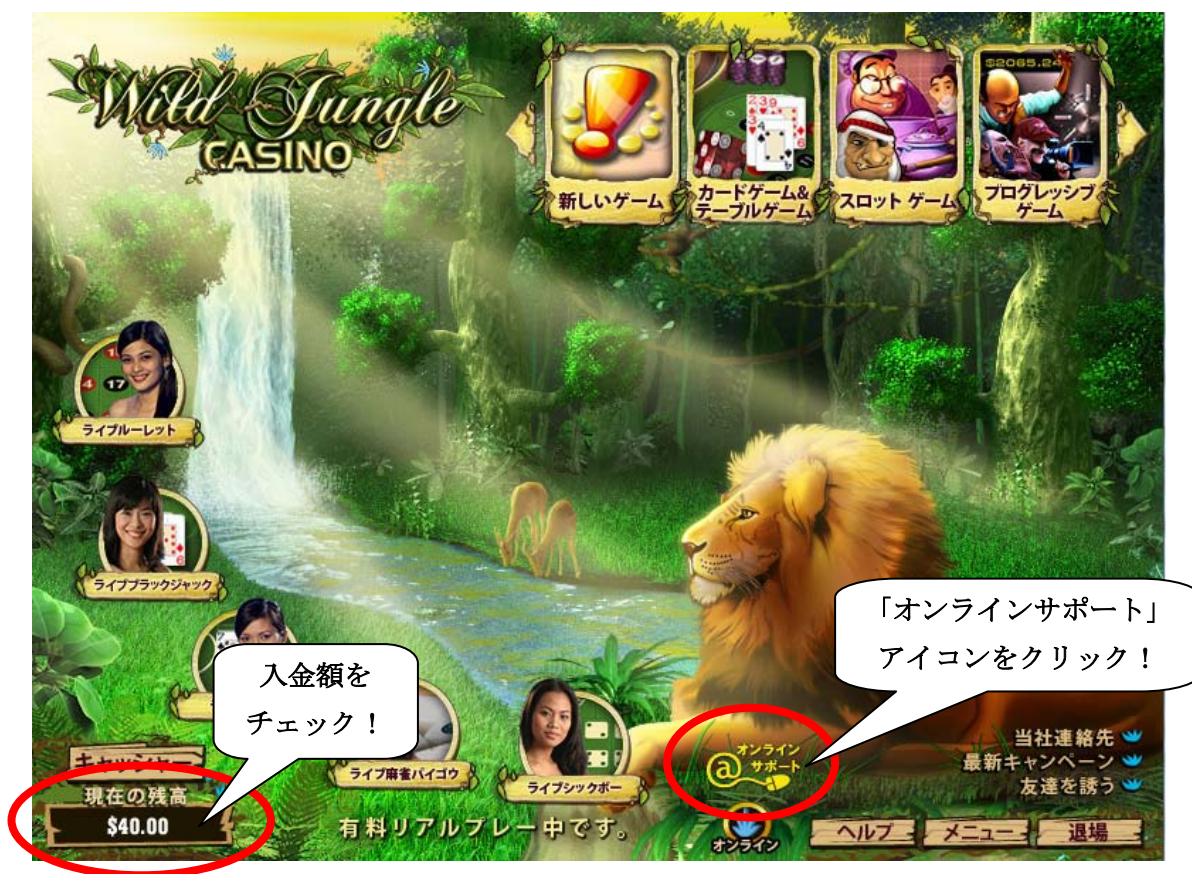 Wild Jungle
CASINO
$2065.24
新しいゲーム
カードゲーム&
テーブルゲーム
スロット ゲーム
プログレッシブ
ゲーム
4
17
ライブルーレット
ライブブラックジャック
「オンラインサポート」
アイコンをクリック!
入金額を
チェック!
ライブ麻雀パイゴウ
ライブシックボー
@
オンライン
サポート
当社連絡先
最新キャンペーン
友達を誘う
キャッシャー
現在の残高
$40.00
有料リアルプレー中です。
オンライン
ヘルプ
メニュー
退場